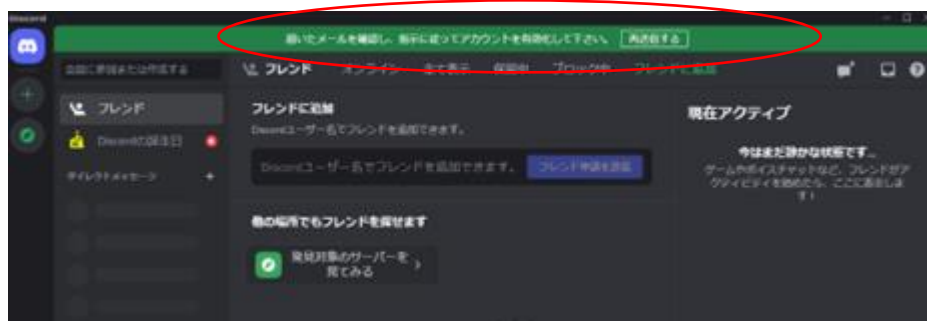 Discord
届いたメールを確認し、指示に従ってアカウントを有効化して下さい。 再送信する
会話に参加または作成する
フレンド オンライン 全て表示 保留中 ブロック中 フレンドに追加
フレンド
Discordの誕生日
ダイレクトメッセージ
フレンドに追加
Discordユーザー名でフレンドを追加できます。
Discordユーザー名でフレンドを追加できます。 フレンド申請を送信
他の場所でもフレンドを探せます
発見対象のサーバーを
見てみる
現在アクティブ
今はまだ静かな状態です...
ゲームやボイスチャットなど、フレンドがア
クティビティを始めたら、ここに表示しま
す!